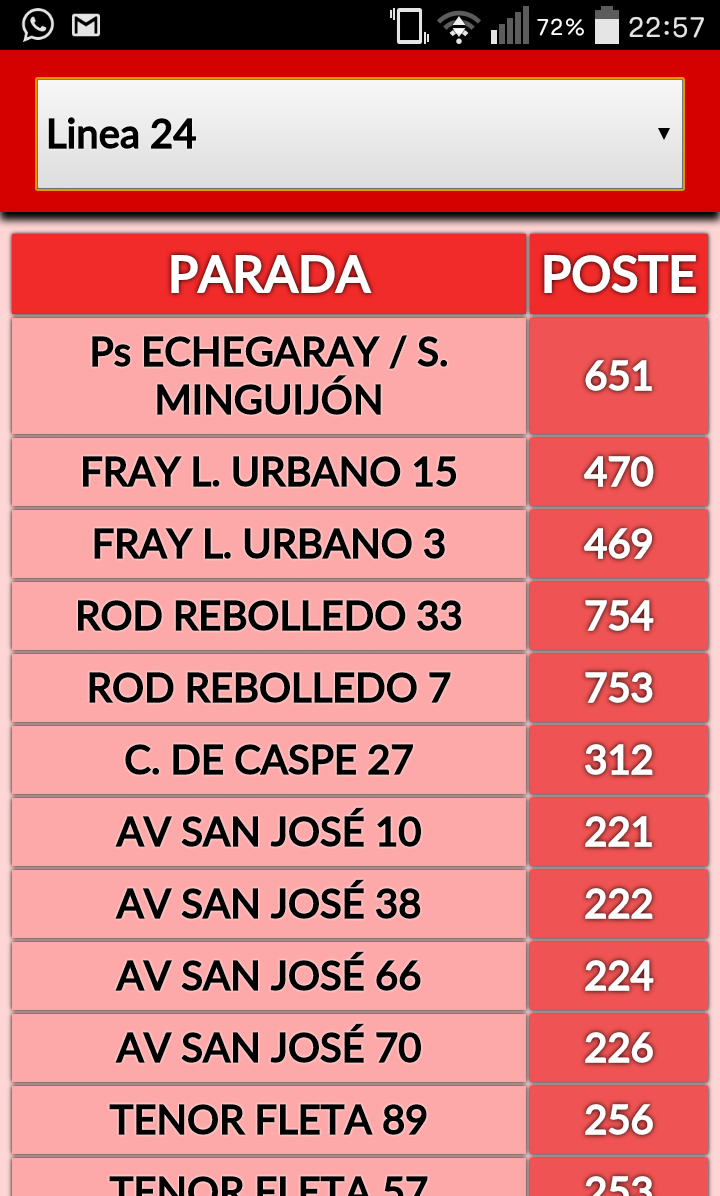 72% 22:57
Linea 24
PARADA POSTE
Ps ECHEGARAY / S.
MINGUIJÓN 651
FRAY L. URBANO 15 470
FRAY L. URBANO 3 469
ROD REBOLLEDO 33 754
ROD REBOLLEDO 7 753
C. DE CASPE 27 312
AV SAN JOSÉ 10 221
AV SAN JOSÉ 38 222
AV SAN JOSÉ 66 224
AV SAN JOSÉ 70 226
TENOR FLETA 89 256
TENOR FLETA 57 253